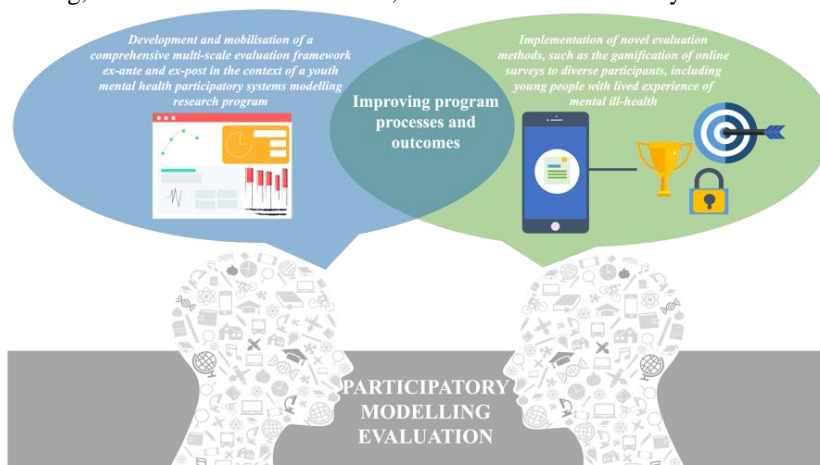 Development and mobilisation of a
comprehensive multi-scale evaluation framework
ex-ante and ex-post in the context of a youth
mental health participatory systems modelling
research program
Implementation of novel evaluation
methods, such as the gamification of online
surveys to diverse participants, including
young people with lived experience of
mental ill-health
Improving program
processes and
outcomes
PARTICIPATORY
MODELLING
EVALUATION